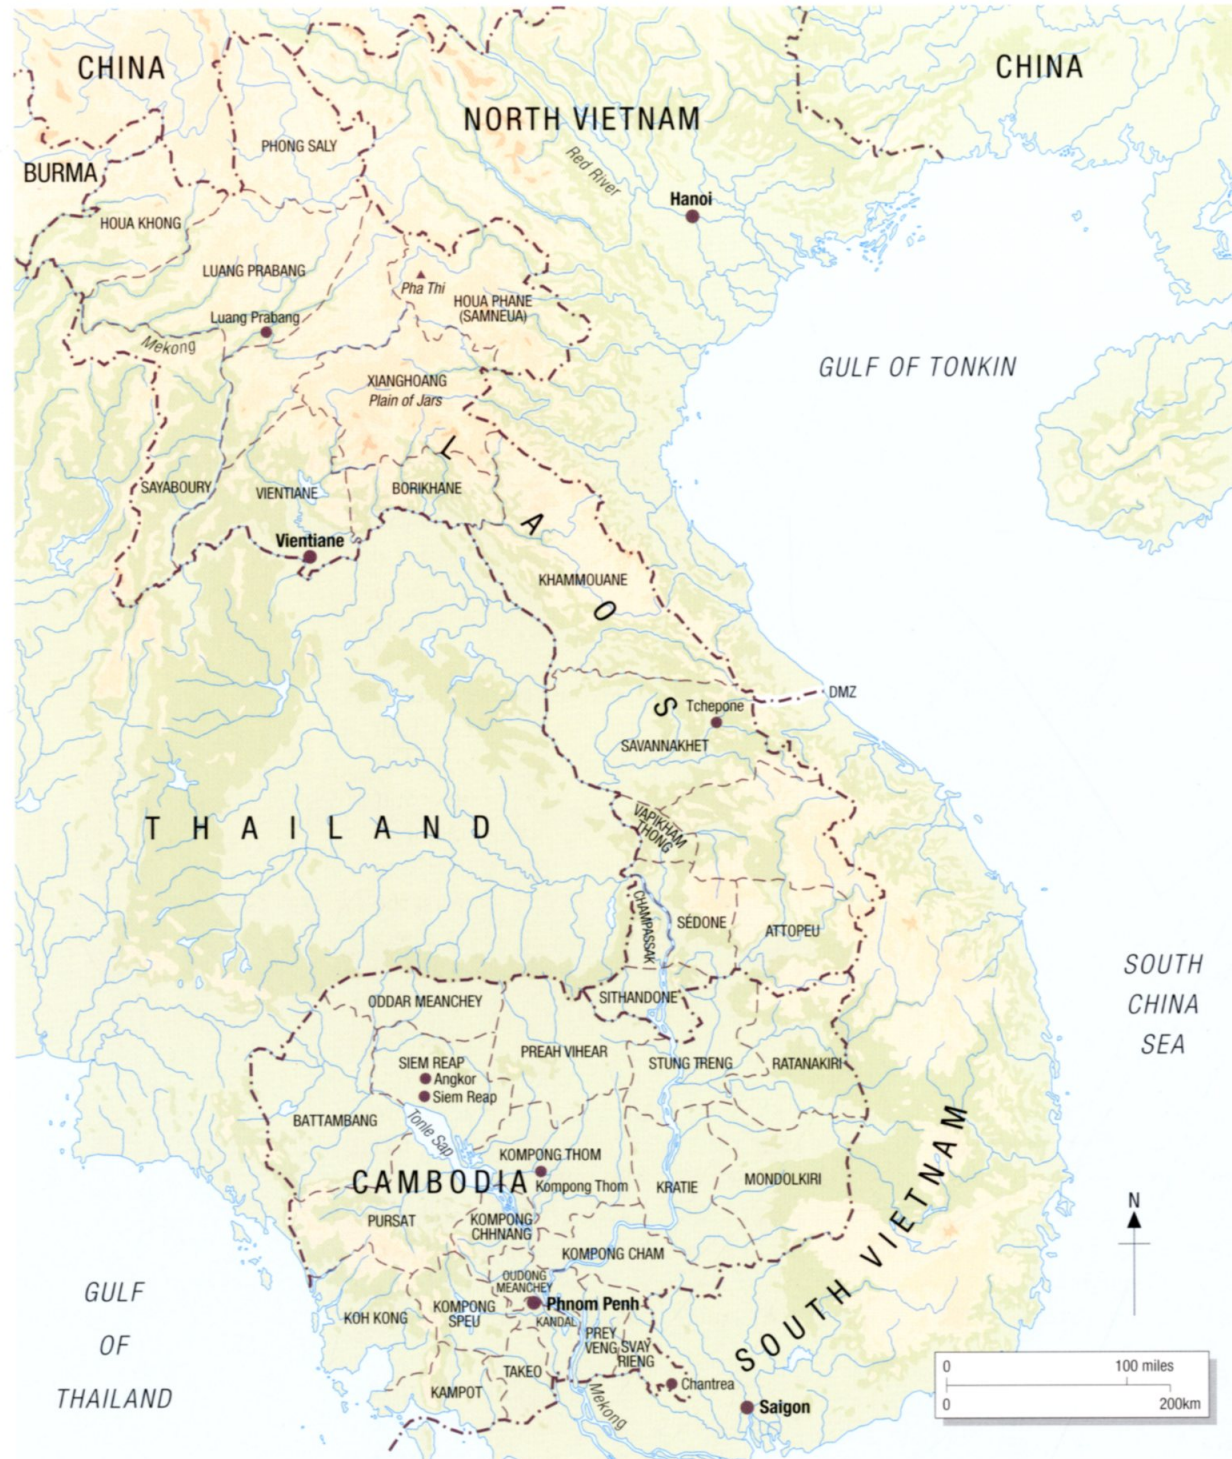 CHINA
CHINA
NORTH VIETNAM
PHONG SALY
Red River
BURMA
Hanoi
HOUA KHONG
LUANG PRABANG
Pha Thi
HOUA PHANE
(SAMNEUA)
Luang Prabang
Mekong
GULF OF TONKIN
XIANGHOANG
Plain of Jars
LAOS
SAYABOURY
VIENTIANE
BORIKHANE
Vientiane
KHAMMOUANE
DMZ
Tchepone
SAVANNAKHET
THAILAND
VAPIKHAM
THONG
CHAMPASSAK
SÉDONE
ATTOPEU
SOUTH
CHINA
SEA
ODDAR MEANCHEY
SITHANDONE
PREAH VIHEAR
SIEM REAP
STUNG TRENG
RATANAKIRI
Angkor
Siem Reap
BATTAMBANG
Tonle Sap
KOMPONG THOM
CAMBODIA
Kompong Thom
KRATIE
MONDOLKIRI
SOUTH VIETNAM
N
PURSAT
KOMPONG
CHHNANG
KOMPONG CHAM
GULF
OF
THAILAND
OUDONG
MEANCHEY
Phnom Penh
KOH KONG
KOMPONG
SPEU
KANDAL
PREY
VENG
SVAY
RIENG
TAKEO
KAMPOT
Chantrea
Mekong
Saigon
0 100 miles
0 200km